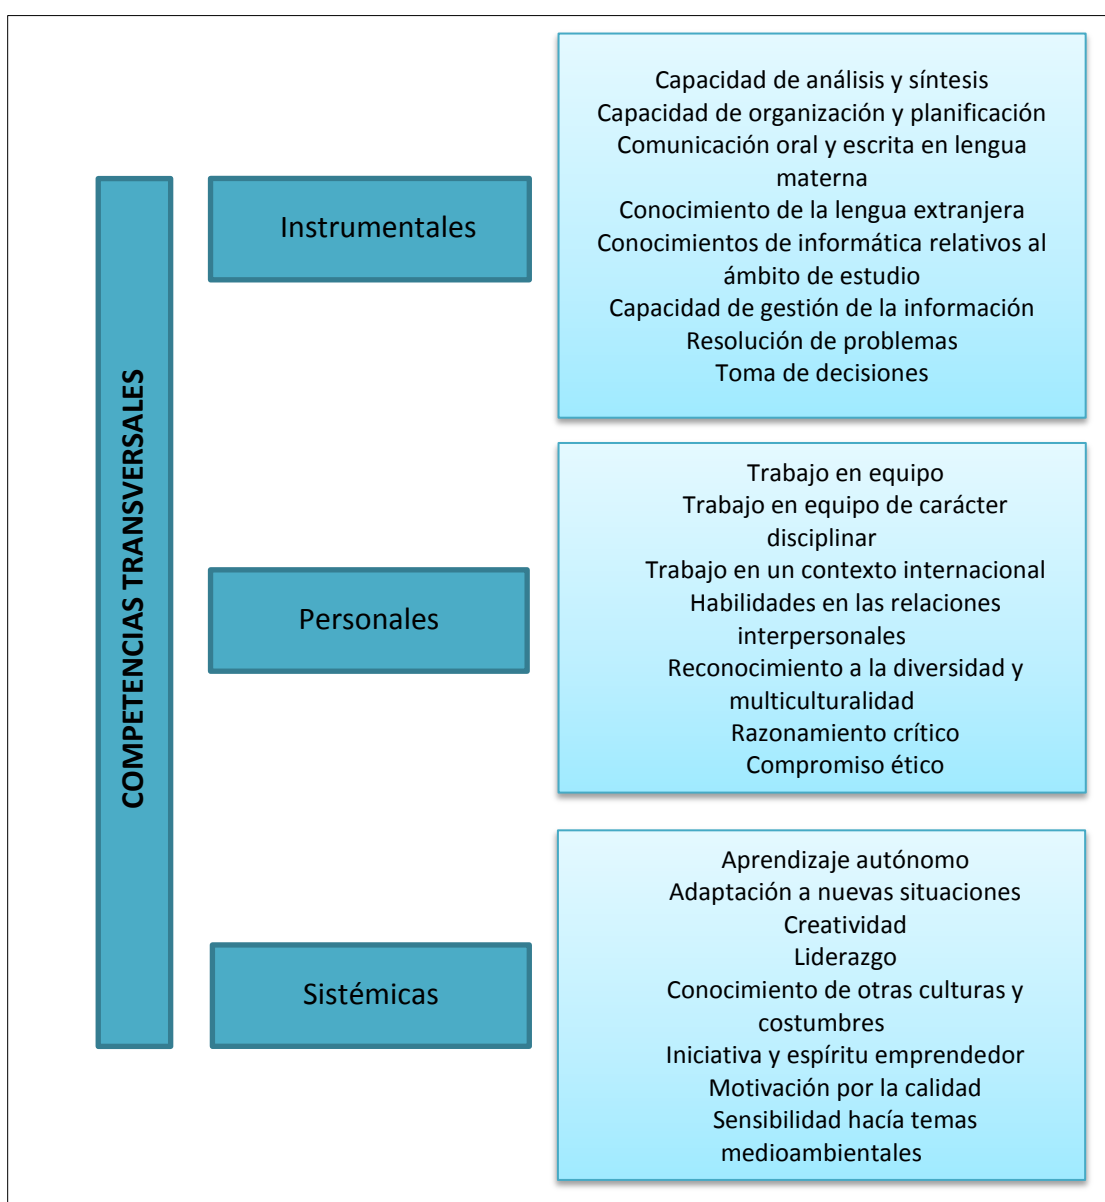 COMPETENCIAS TRANSVERSALES
Instrumentales
Capacidad de análisis y síntesis
Capacidad de organización y planificación
Comunicación oral y escrita en lengua
materna
Conocimiento de la lengua extranjera
Conocimientos de informática relativos al
ámbito de estudio
Capacidad de gestión de la información
Resolución de problemas
Toma de decisiones
Personales
Trabajo en equipo
Trabajo en equipo de carácter
disciplinar
Trabajo en un contexto internacional
Habilidades en las relaciones
interpersonales
Reconocimiento a la diversidad y
multiculturalidad
Razonamiento crítico
Compromiso ético
Sistémicas
Aprendizaje autónomo
Adaptación a nuevas situaciones
Creatividad
Liderazgo
Conocimiento de otras culturas y
costumbres
Iniciativa y espíritu emprendedor
Motivación por la calidad
Sensibilidad hacía temas
medioambientales